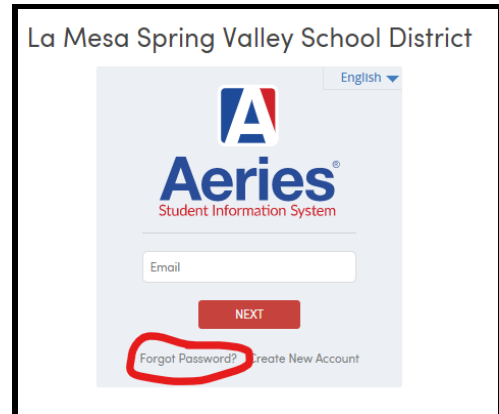 La Mesa Spring Valley School District
English
A
Aeries®
Student Information System
Email
NEXT
Forgot Password? Create New Account